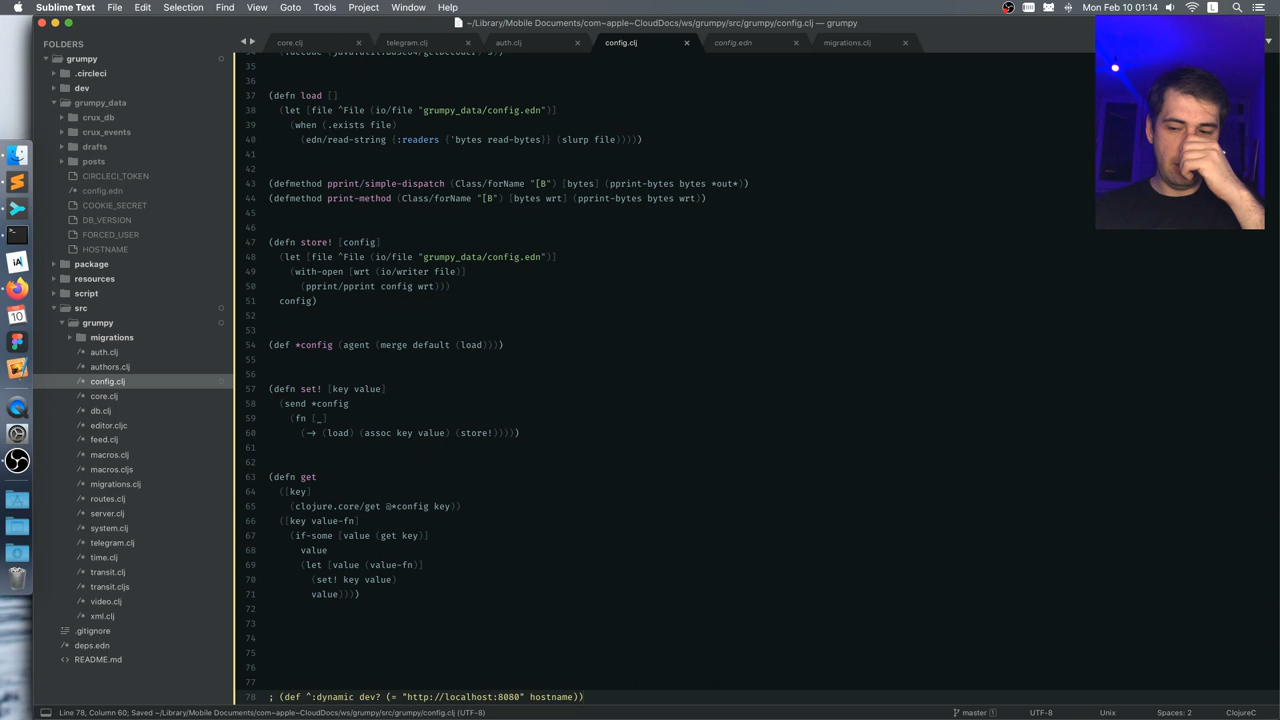 Sublime Text File Edit Selection Find View Goto Tools Project Window Help
Mon Feb 10 01:14
~/Library/Mobile Documents/com~apple~CloudDocs/ws/grumpy/src/grumpy/config.clj — grumpy
FOLDERS
grumpy
.circleci
dev
grumpy_data
crux_db
crux_events
drafts
posts
CIRCLECI_TOKEN
config.edn
COOKIE_SECRET
DB_VERSION
FORCED_USER
HOSTNAME
package
resources
script
src
grumpy
migrations
auth.clj
authors.clj
config.clj
core.clj
db.clj
editor.cljc
feed.clj
macros.clj
macros.cljs
migrations.clj
routes.clj
server.clj
system.clj
telegram.clj
time.clj
transit.clj
transit.cljs
video.clj
xml.clj
.gitignore
deps.edn
README.md
core.clj telegram.clj auth.clj config.clj config.edn migrations.clj
35
36
37 (defn load []
38 (let [file ^File (io/file "grumpy_data/config.edn")]
39 (when (.exists file)
40 (edn/read-string {:readers {'bytes read-bytes}} (slurp file)))))
41
42
43 (defmethod pprint/simple-dispatch (Class/forName "[B") [bytes] (pprint-bytes bytes *out*))
44 (defmethod print-method (Class/forName "[B") [bytes wrt] (pprint-bytes bytes wrt))
45
46
47 (defn store! [config]
48 (let [file ^File (io/file "grumpy_data/config.edn")]
49 (with-open [wrt (io/writer file)]
50 (pprint/pprint config wrt)))
51 config)
52
53
54 (def *config (agent (merge default (load))))
55
56
57 (defn set! [key value]
58 (send *config
59 (fn [_]
60 (-> (load) (assoc key value) (store!)))))
61
62
63 (defn get
64 ([key]
65 (clojure.core/get @*config key))
66 ([key value-fn]
67 (if-some [value (get key)]
68 value
69 (let [value (value-fn)]
70 (set! key value)
71 value))))
72
73
74
75
76
77
78 ; (def ^:dynamic dev? (= "http://localhost:8080" hostname))
Line 78, Column 60; Saved ~/Library/Mobile Documents/com~apple~CloudDocs/ws/grumpy/src/grumpy/config.clj (UTF-8)
master 1 UTF-8 Unix Spaces: 2 ClojureC